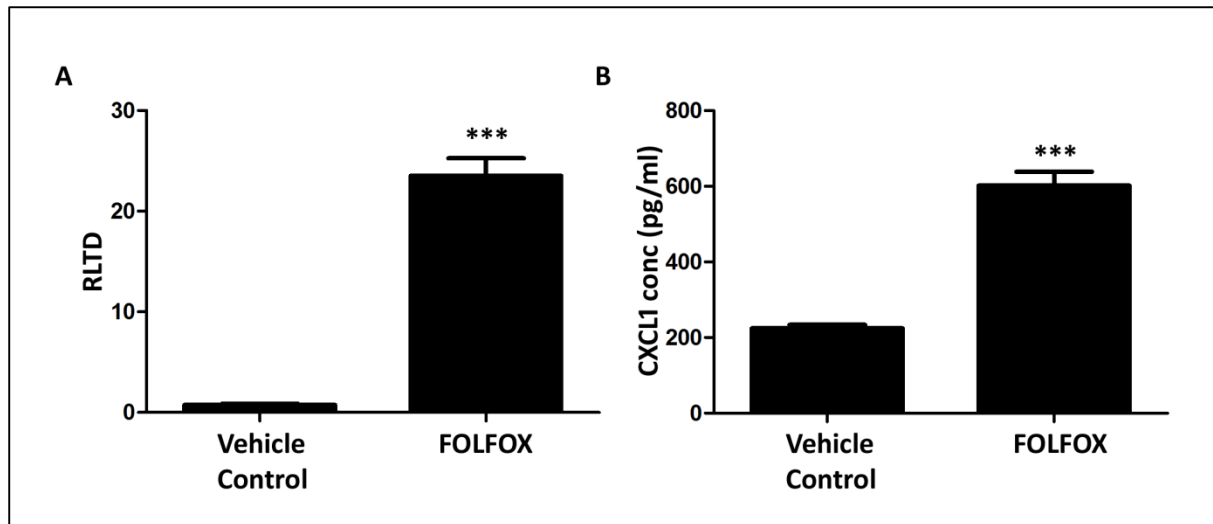 A
30
20
10
0
RLTD
***
Vehicle
Control
FOLFOX
B
800
600
400
200
0
CXCL1 conc (pg/ml)
***
Vehicle
Control
FOLFOX